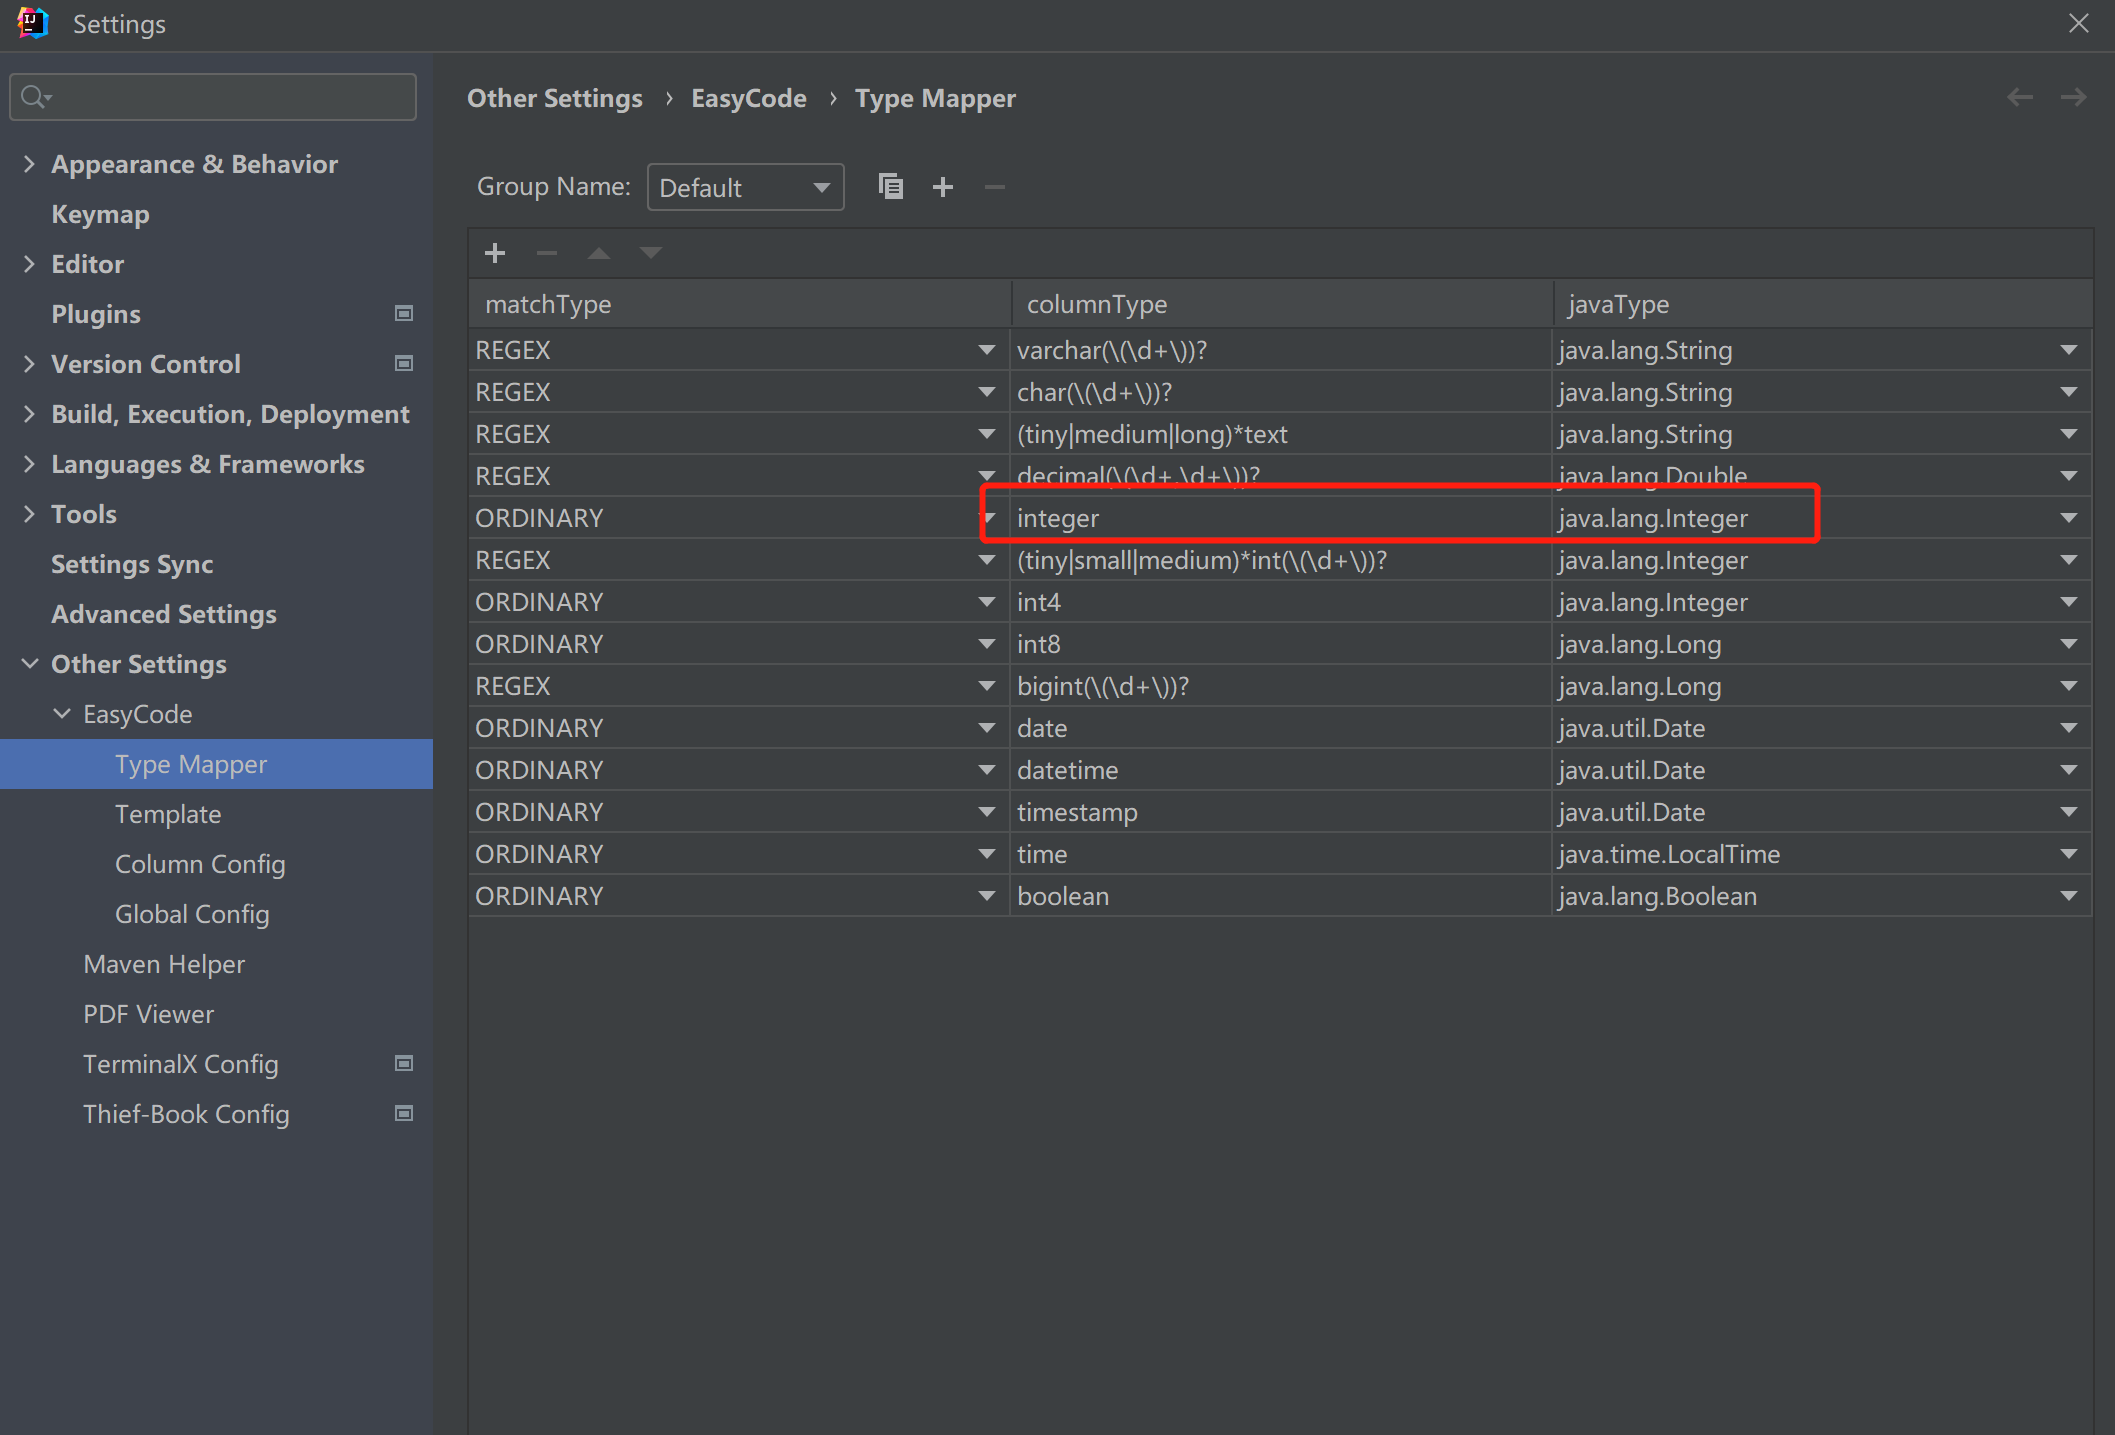 Settings
Other Settings › EasyCode › Type Mapper
Appearance & Behavior
Keymap
Editor
Plugins
Version Control
Build, Execution, Deployment
Languages & Frameworks
Tools
Settings Sync
Advanced Settings
Other Settings
EasyCode
Type Mapper
Template
Column Config
Global Config
Maven Helper
PDF Viewer
TerminalX Config
Thief-Book Config
Group Name: Default
matchType columnType javaType
REGEX varchar(\(\d+\))? java.lang.String
REGEX char(\(\d+\))? java.lang.String
REGEX (tiny|medium|long)*text java.lang.String
REGEX decimal(\(\d+,\d+\))? java.lang.Double
ORDINARY integer java.lang.Integer
REGEX (tiny|small|medium)*int(\(\d+\))? java.lang.Integer
ORDINARY int4 java.lang.Integer
ORDINARY int8 java.lang.Long
REGEX bigint(\(\d+\))? java.lang.Long
ORDINARY date java.util.Date
ORDINARY datetime java.util.Date
ORDINARY timestamp java.util.Date
ORDINARY time java.time.LocalTime
ORDINARY boolean java.lang.Boolean